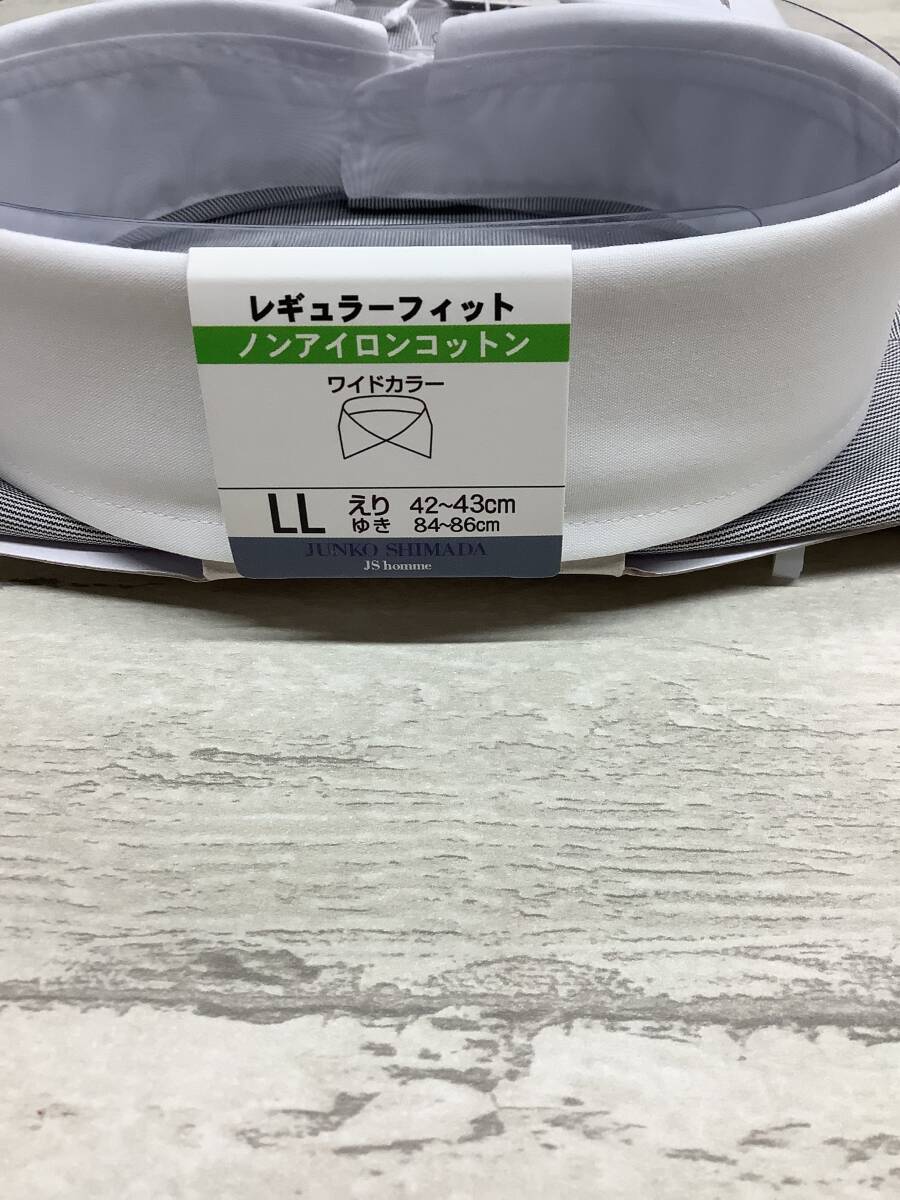 レギュラーフィット
ノンアイロンコットン
ワイドカラー
LL えり 42~43cm
ゆき 84~86cm
JUNKO SHIMADA
JS homme